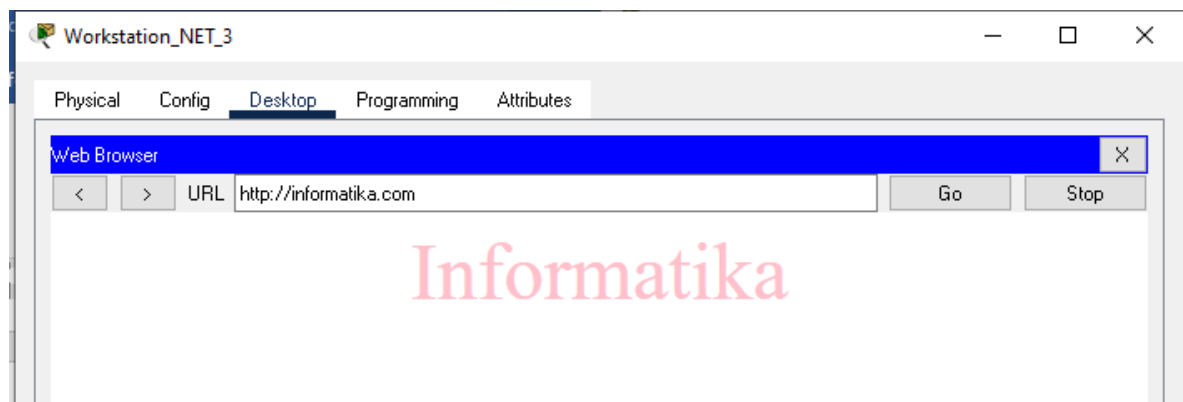 Workstation_NET_3
Physical Config Desktop Programming Attributes
Web Browser X
< > URL http://informatika.com Go Stop
Informatika